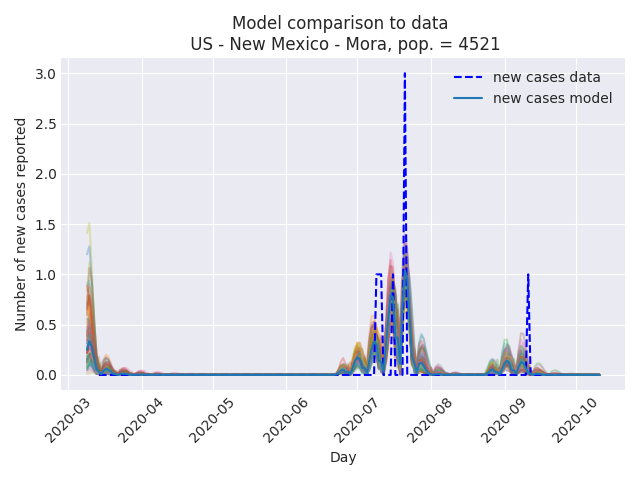 Model comparison to data
US - New Mexico - Mora, pop. = 4521
new cases data
new cases model
Number of new cases reported
3.0
2.5
2.0
1.5
1.0
0.5
0.0
2020-03
2020-04
2020-05
2020-06
2020-07
2020-08
2020-09
2020-10
Day